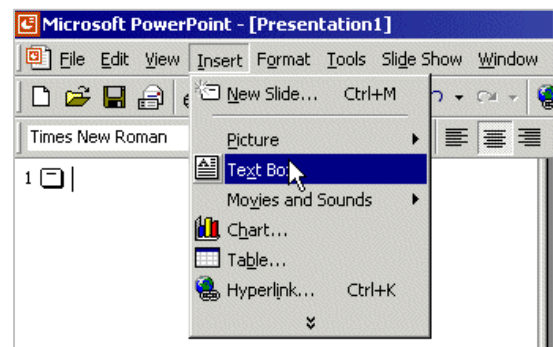 Microsoft PowerPoint - [Presentation1]
File Edit View Insert Format Tools Slide Show Window
New Slide... Ctrl+M
Times New Roman
Picture
1
Text Box
Movies and Sounds
Chart...
Table...
Hyperlink... Ctrl+K